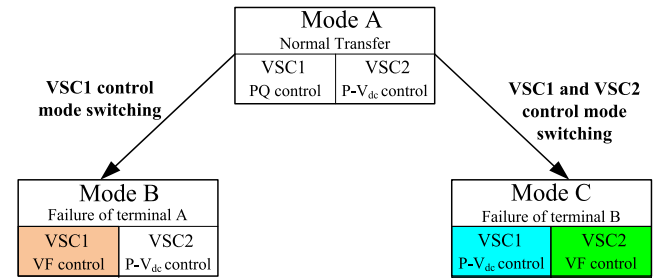 Mode A
Normal Transfer
VSC1 VSC2
PQ control P-Vdc control
VSC1 control
mode switching
VSC1 and VSC2
control mode
switching
Mode B
Failure of terminal A
VSC1 VSC2
VF control P-Vdc control
Mode C
Failure of terminal B
VSC1 VSC2
P-Vdc control VF control